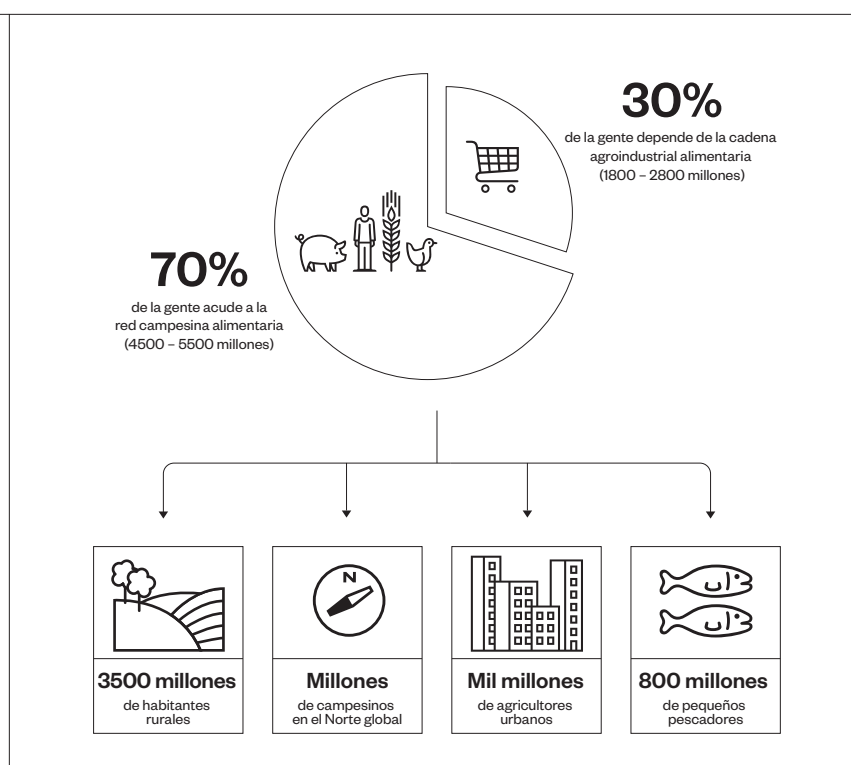 30%
de la gente depende de la cadena
agroindustrial alimentaria
(1800 – 2800 millones)
70%
de la gente acude a la
red campesina alimentaria
(4500 – 5500 millones)
N
3500 millones
de habitantes
rurales
Millones
de campesinos
en el Norte global
Mil millones
de agricultores
urbanos
800 millones
de pequeños
pescadores